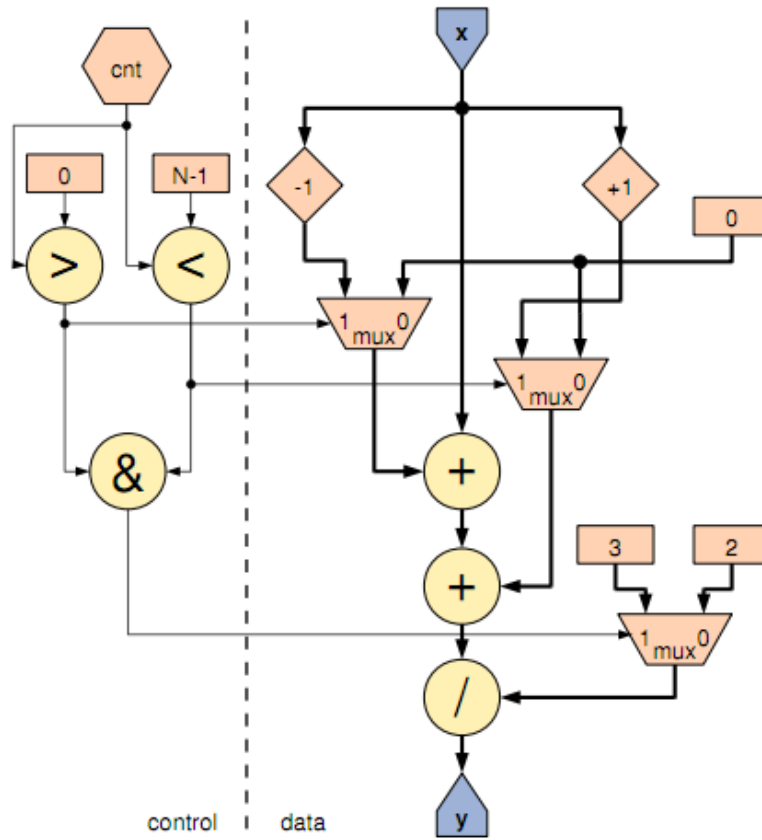 x
cnt
0
N-1
-1
+1
0
>
<
1
0
mux
1
0
mux
&
+
3
2
+
1
0
mux
/
y
control
data